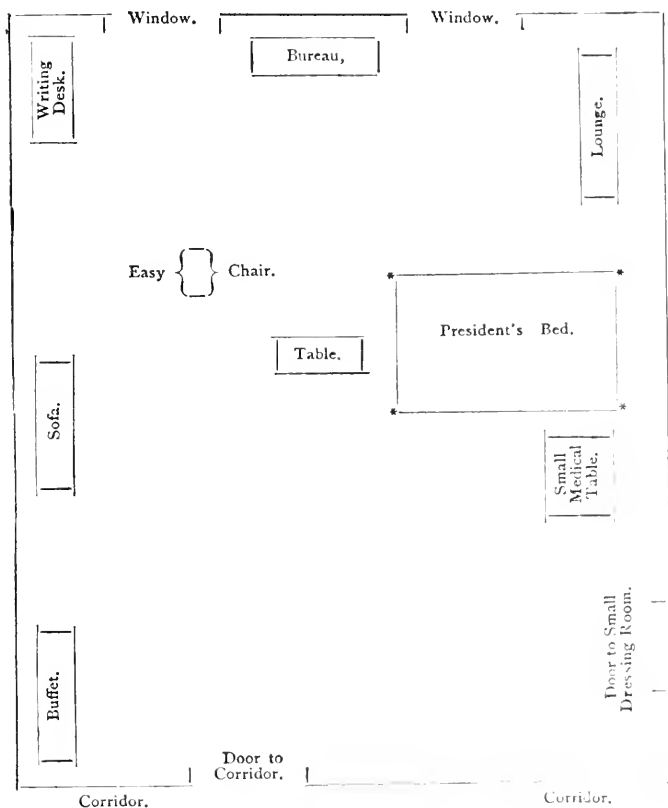 Window.
Window.
Writing
Desk.
Bureau,
Lounge.
Easy
Chair.
President's Bed.
Table.
Sofa.
Small
Medical
Table.
Door to Small
Dressing Room.
Buffet.
Door to
Corridor.
Corridor.
Corridor.